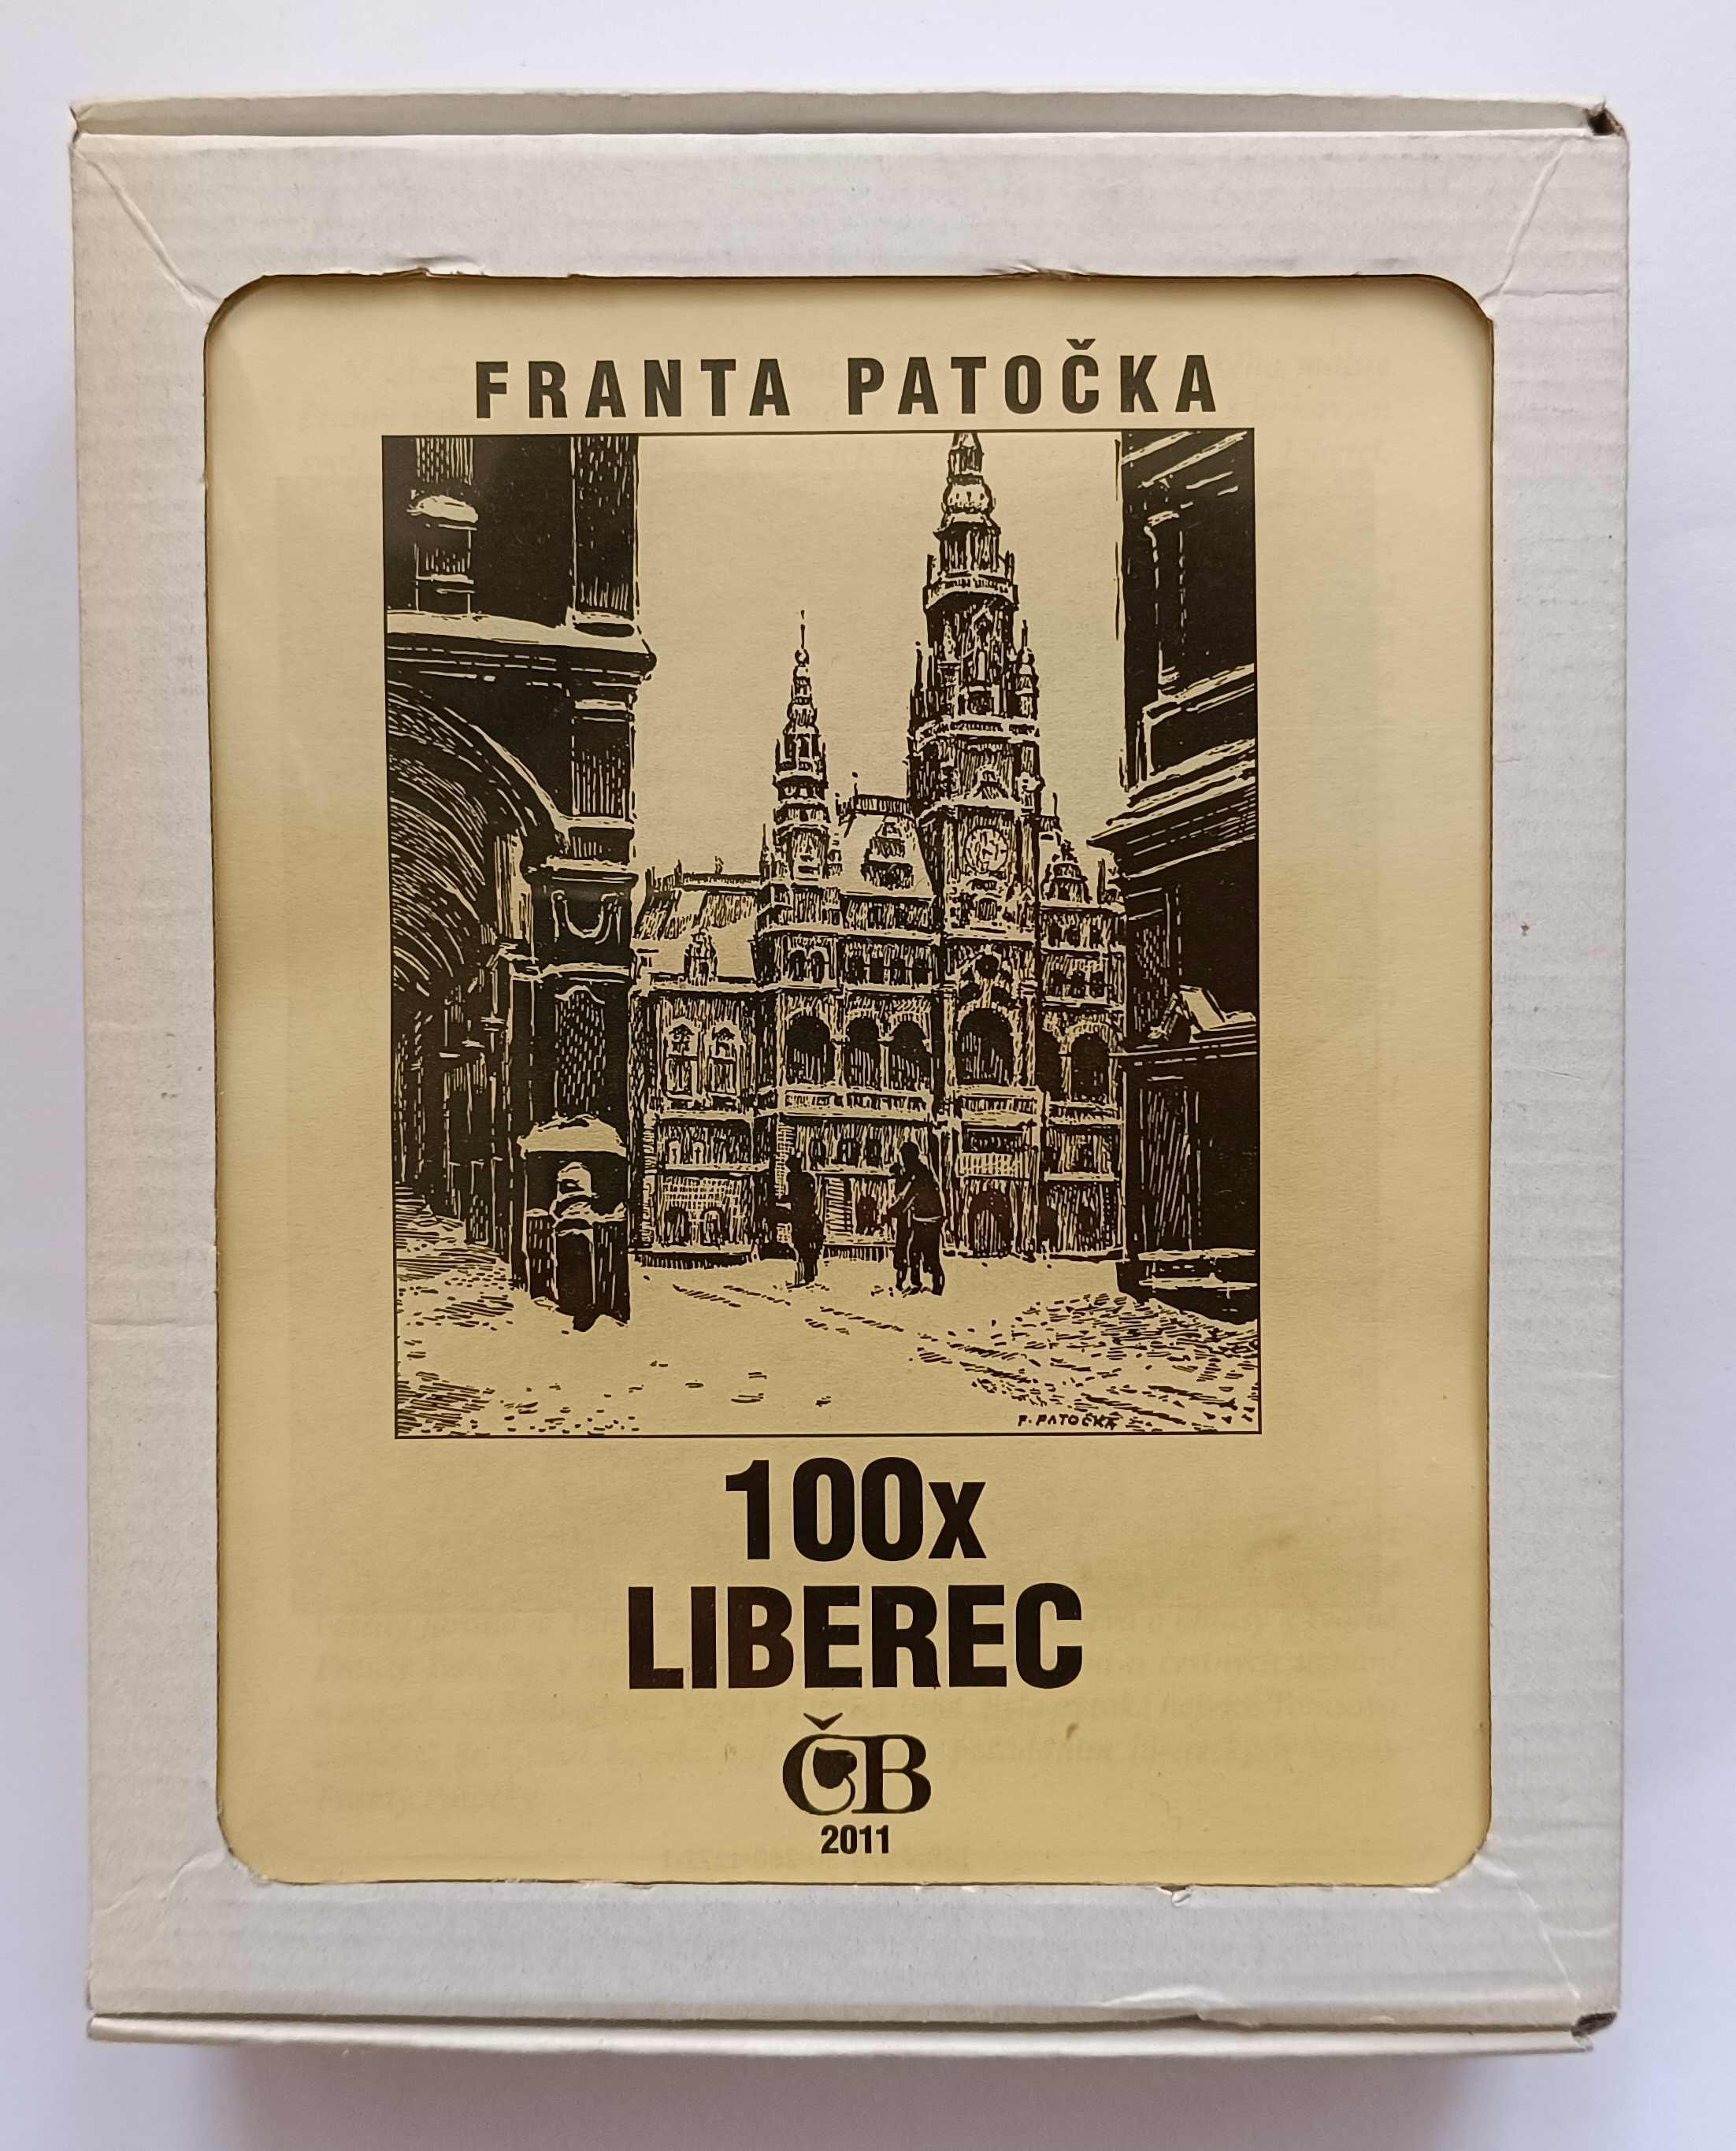 FRANTA PATOČKA
F. PATOČKA
100x
LIBEREC
ČB
2011